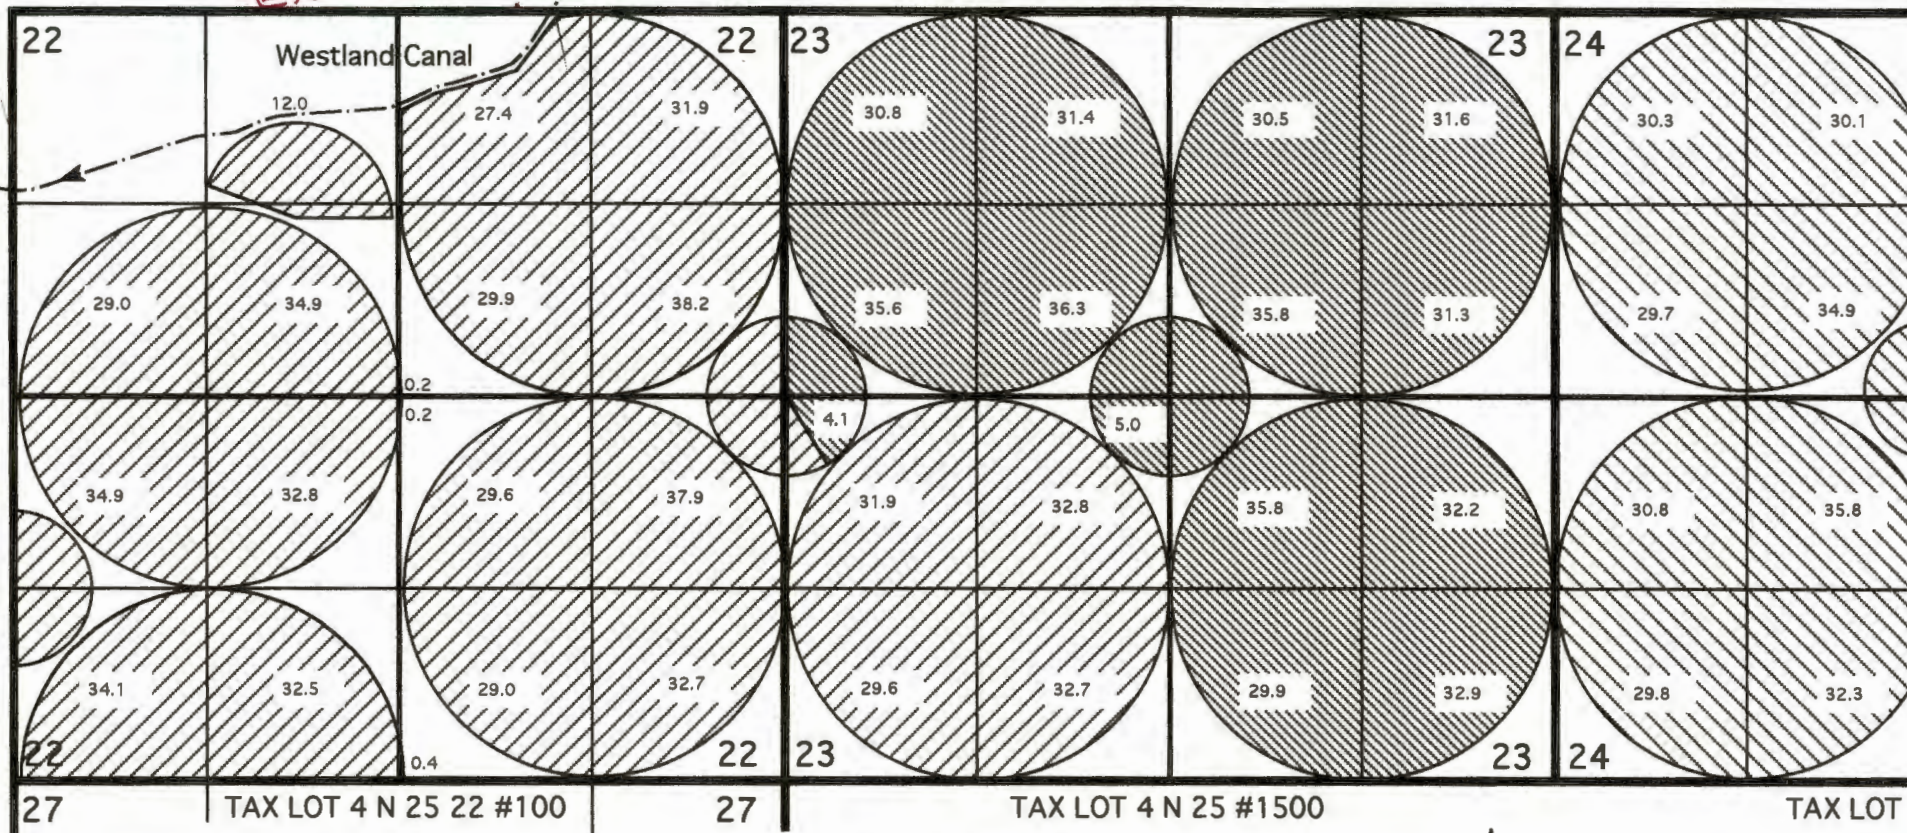 22 22 23 23 24
Westland Canal
12.0 27.4 31.9 30.8 31.4 30.5 31.6 30.3 30.1
29.0 34.9 29.9 38.2 35.6 36.3 35.8 31.3 29.7 34.9
0.2
0.2 4.1 5.0
34.9 32.8 29.6 37.9 31.9 32.8 35.8 32.2 30.8 35.8
34.1 32.5 29.0 32.7 29.6 32.7 29.9 32.9 29.8 32.3
22 0.4 22 23 23 24
27 TAX LOT 4 N 25 22 #100 27 TAX LOT 4 N 25 #1500 TAX LOT